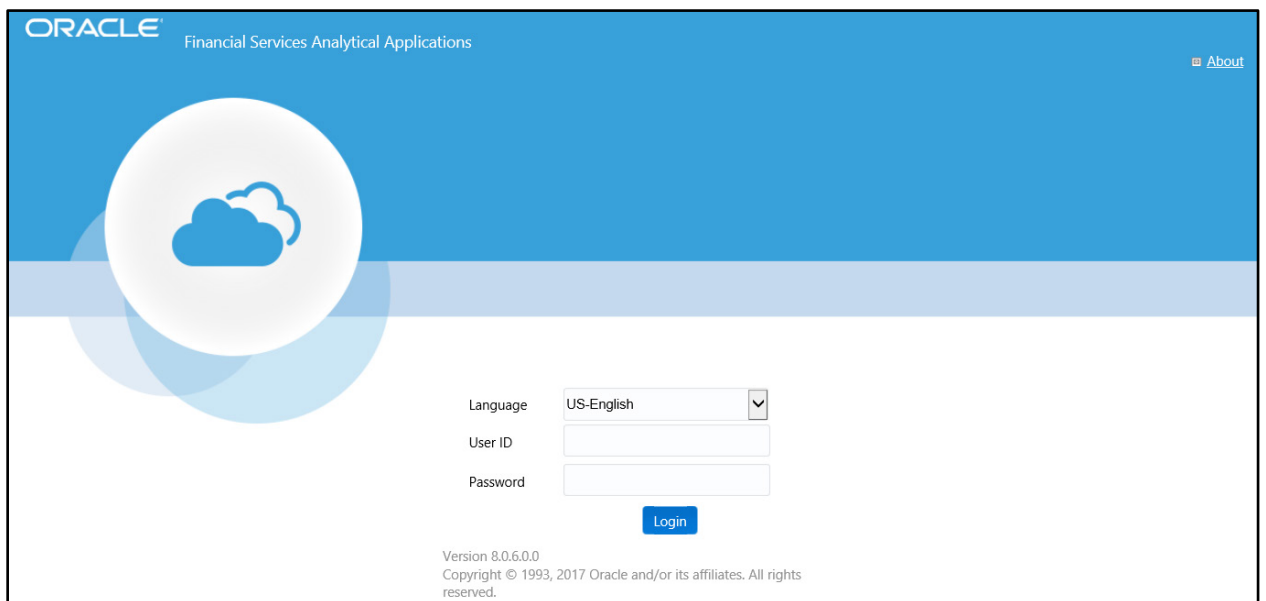 ORACLE
Financial Services Analytical Applications
About
Language US-English
User ID
Password
Login
Version 8.0.6.0.0
Copyright © 1993, 2017 Oracle and/or its affiliates. All rights
reserved.